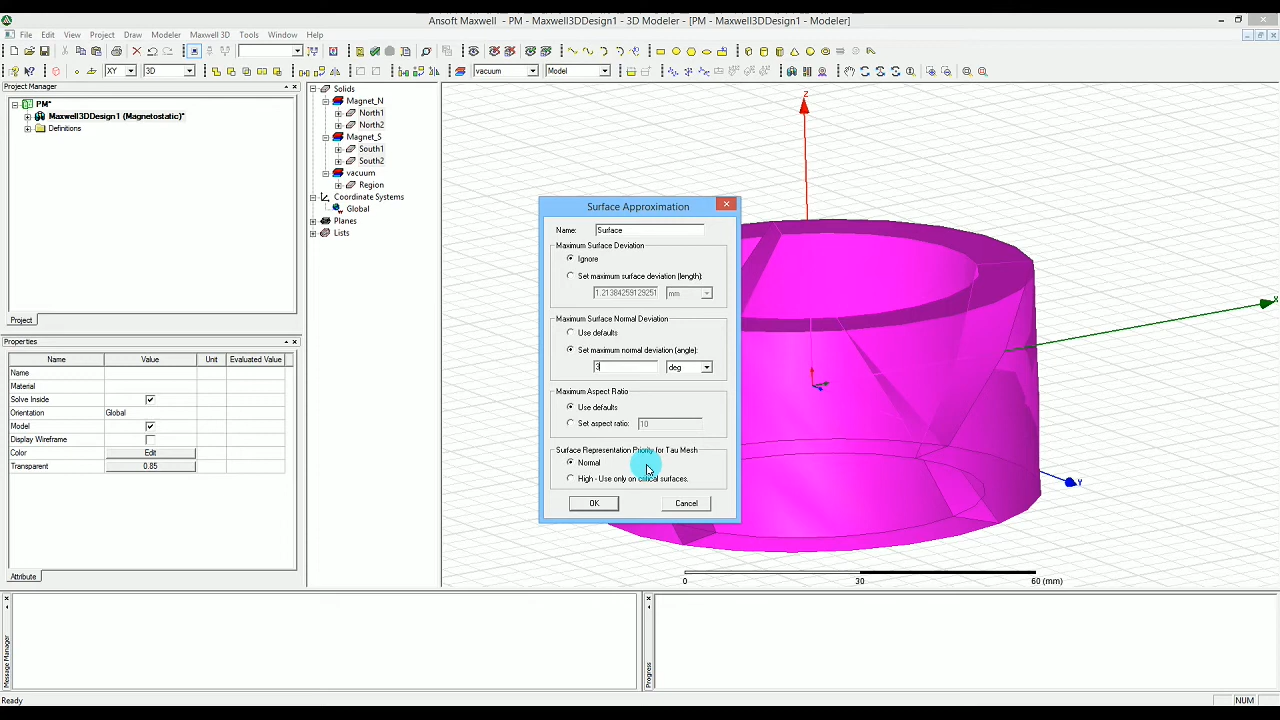 Ansoft Maxwell - PM - Maxwell3DDesign1 - 3D Modeler - [PM - Maxwell3DDesign1 - Modeler]
File Edit View Project Draw Modeler Maxwell 3D Tools Window Help
XY 3D vacuum Model
Project Manager
PM*
Maxwell3DDesign1 (Magnetostatic)*
Definitions
Project
Properties
Name Value Unit Evaluated Value
Name
Material
Solve Inside
Orientation Global
Model
Display Wireframe
Color Edit
Transparent 0.85
Attribute
Solids
Magnet_N
North1
North2
Magnet_S
South1
South2
vacuum
Region
Coordinate Systems
Global
Planes
Lists
Surface Approximation
Name: Surface
Maximum Surface Deviation
Ignore
Set maximum surface deviation (length):
1.21384259129251 mm
Maximum Surface Normal Deviation
Use defaults
Set maximum normal deviation (angle):
3 deg
Maximum Aspect Ratio
Use defaults
Set aspect ratio: 10
Surface Representation Priority for Tau Mesh
Normal
High - Use only on critical surfaces.
OK Cancel
Z
X
Y
0 30 60 (mm)
Message Manager
Progress
Ready
NUM